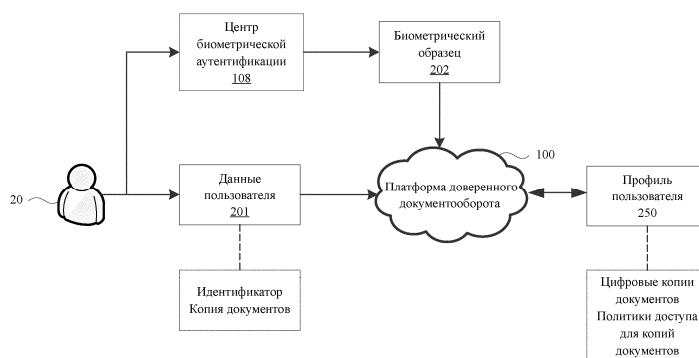 Центр
биометрической
аутентификации
108
Биометрический
образец
202
100
20
Данные
пользователя
201
Платформа доверенного
документооборота
Профиль
пользователя
250
Идентификатор
Копия документов
Цифровые копии
документов
Политики доступа
для копий
документов